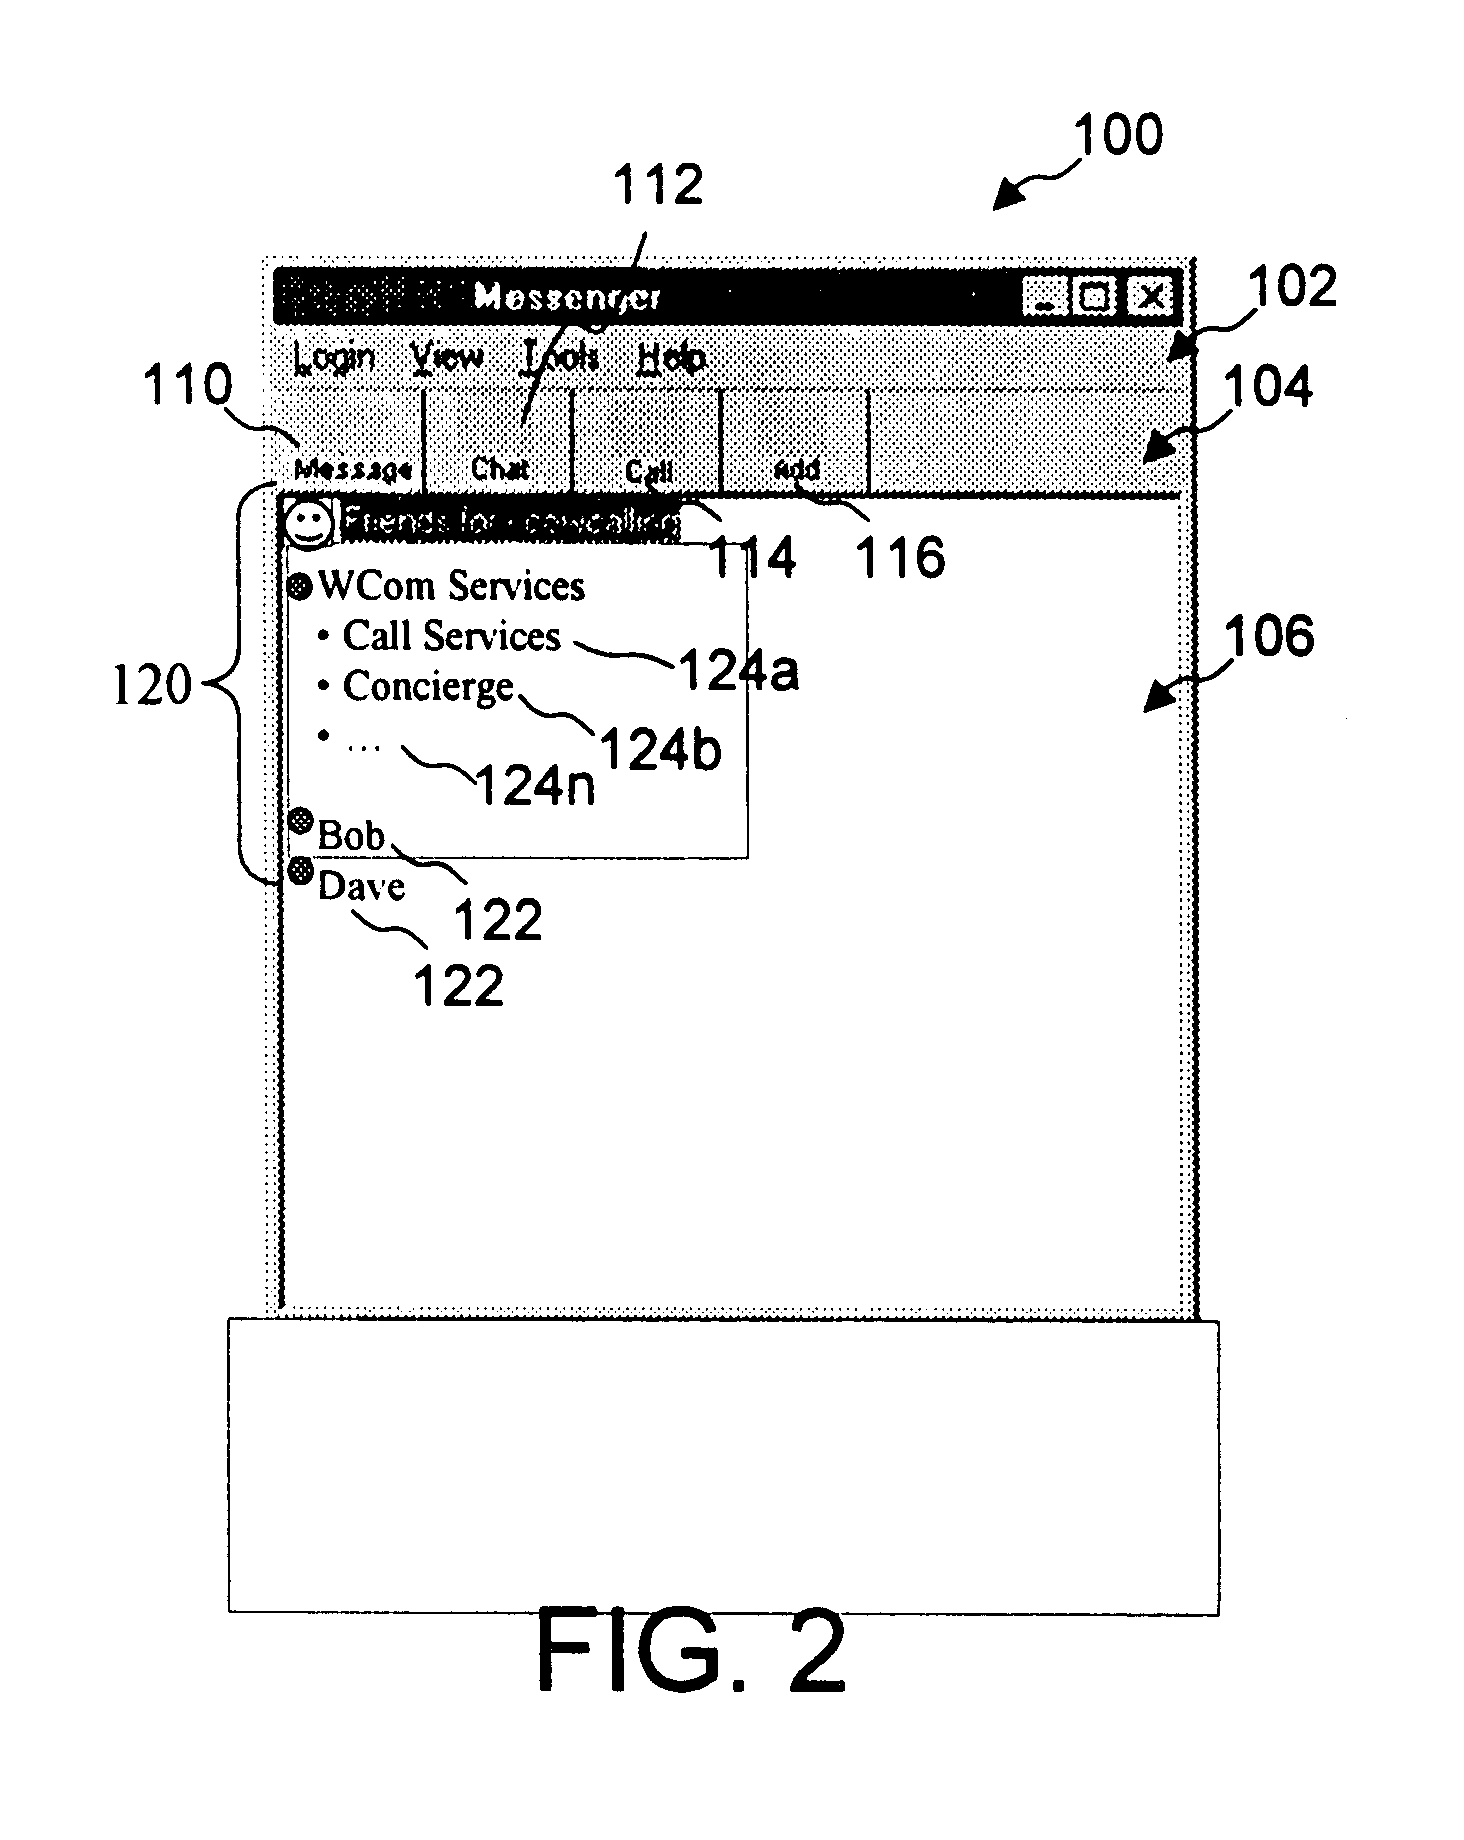 100
112
Messenger
102
Login View Tools Help
110
104
Message Chat Call Add
Friends for
114 116
WCom Services
106
• Call Services
124a
120
• Concierge
124b
• ...
124n
Bob
Dave
122
122
FIG. 2